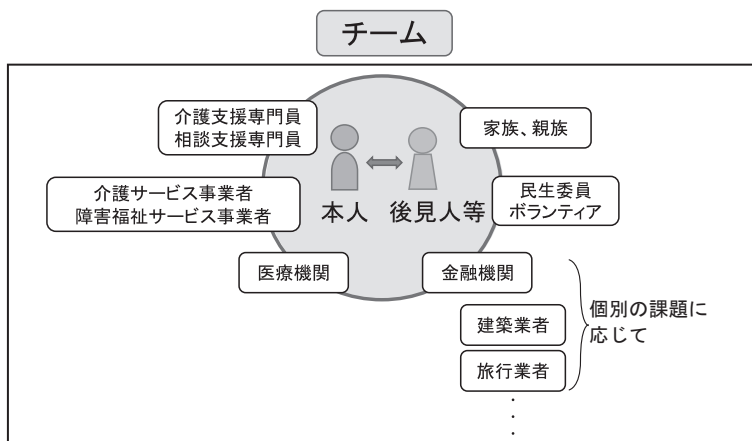 チーム
介護支援専門員
相談支援専門員
家族、親族
本人
後見人等
介護サービス事業者
障害福祉サービス事業者
民生委員
ボランティア
医療機関
金融機関
建築業者
旅行業者
個別の課題に
応じて